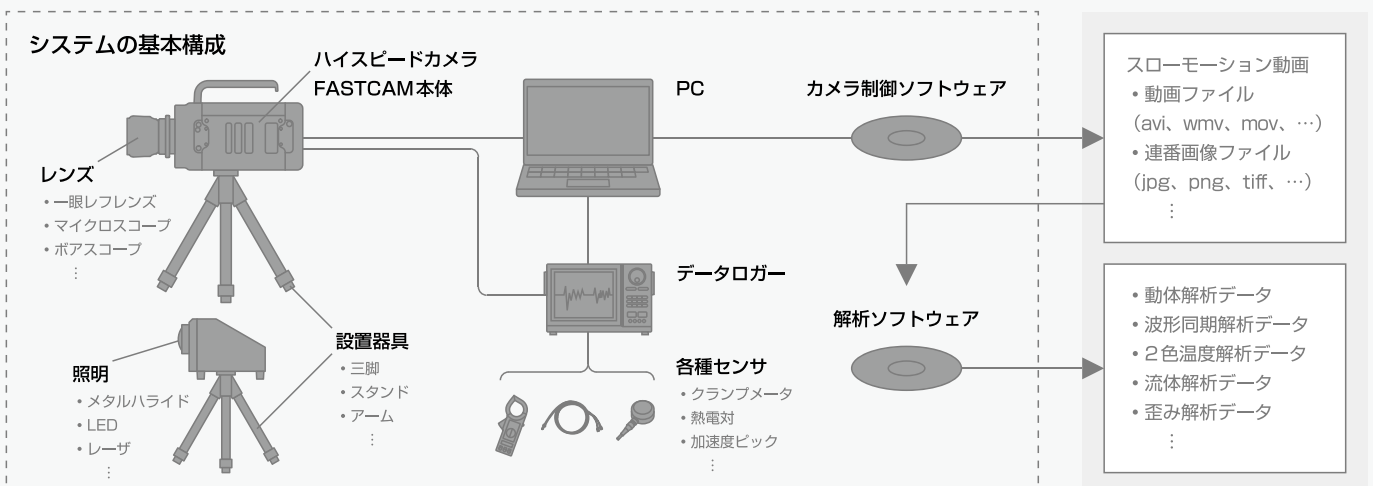 システムの基本構成
ハイスピードカメラ
FASTCAM本体
レンズ
・一眼レフレンズ
・マイクロスコープ
・ボアスコープ
⋮
照明
・メタルハライド
・LED
・レーザ
⋮
設置器具
・三脚
・スタンド
・アーム
⋮
PC
データロガー
各種センサ
・クランプメータ
・熱電対
・加速度ピック
⋮
カメラ制御ソフトウェア
解析ソフトウェア
スローモーション動画
・動画ファイル
（avi、wmv、mov、…）
・連番画像ファイル
（jpg、png、tiff、…）
⋮
・動体解析データ
・波形同期解析データ
・２色温度解析データ
・流体解析データ
・歪み解析データ
⋮